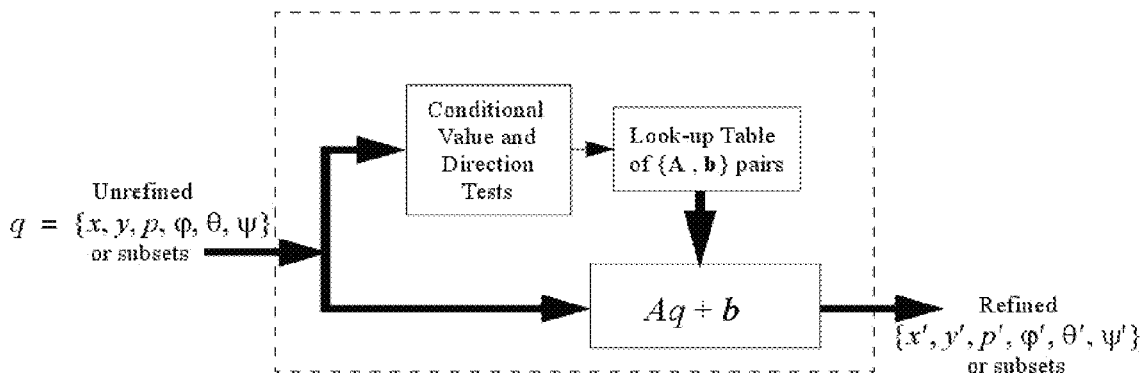 Conditional
Value and
Direction
Tests
Look-up Table
of {A , b} pairs
Unrefined
q = {x, y, p, φ, θ, ψ}
or subsets
Aq + b
Refined
{x′, y′, p′, φ′, θ′, ψ′}
or subsets